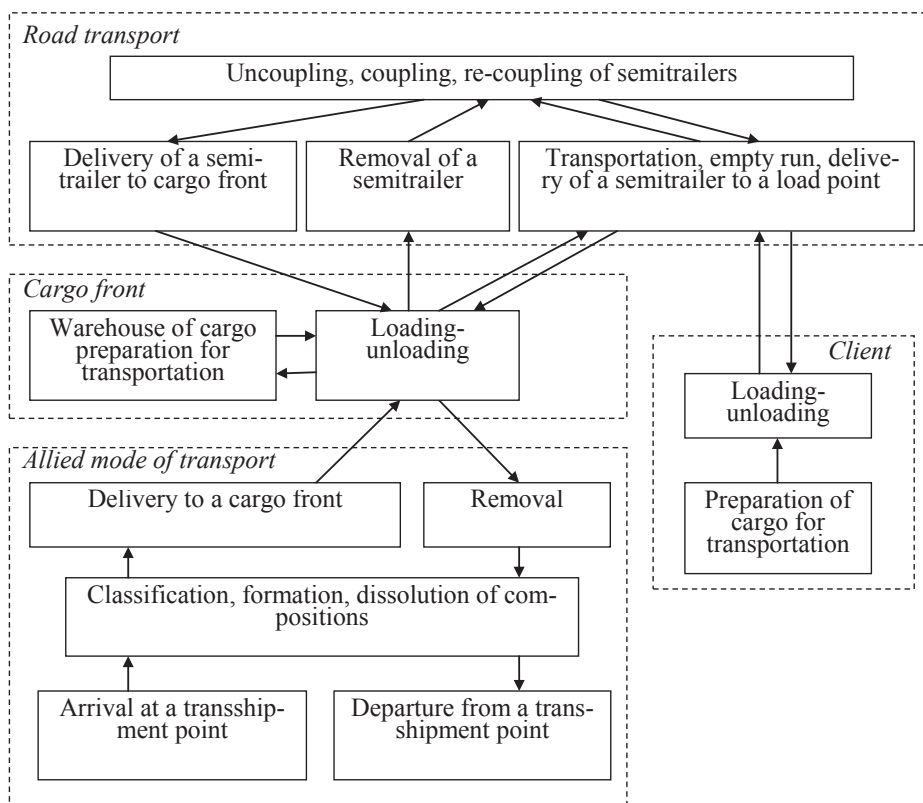 Road transport
Uncoupling, coupling, re-coupling of semitrailers
Delivery of a semi-
trailer to cargo front
Removal of a
semitrailer
Transportation, empty run, deliv-
ery of a semitrailer to a load point
Cargo front
Warehouse of cargo
preparation for
transportation
Loading-
unloading
Client
Loading-
unloading
Preparation of
cargo for
transportation
Allied mode of transport
Delivery to a cargo front
Removal
Classification, formation, dissolution of com-
positions
Arrival at a transship-
ment point
Departure from a trans-
shipment point